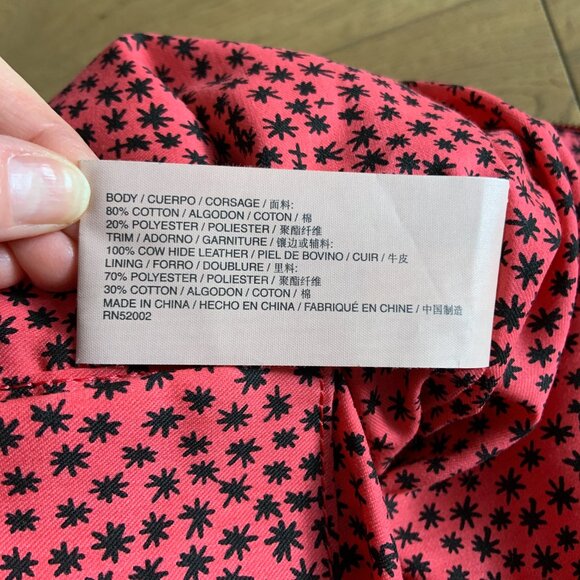 BODY / CUERPO / CORSAGE / 面料:
80% COTTON / ALGODON / COTON / 棉
20% POLYESTER / POLIESTER / 聚酯纤维
TRIM / ADORNO / GARNITURE / 镶边或辅料:
100% COW HIDE LEATHER / PIEL DE BOVINO / CUIR / 牛皮
LINING / FORRO / DOUBLURE / 里料:
70% POLYESTER / POLIESTER / 聚酯纤维
30% COTTON / ALGODON / COTON / 棉
MADE IN CHINA / HECHO EN CHINA / FABRIQUÉ EN CHINE / 中国制造
RN52002